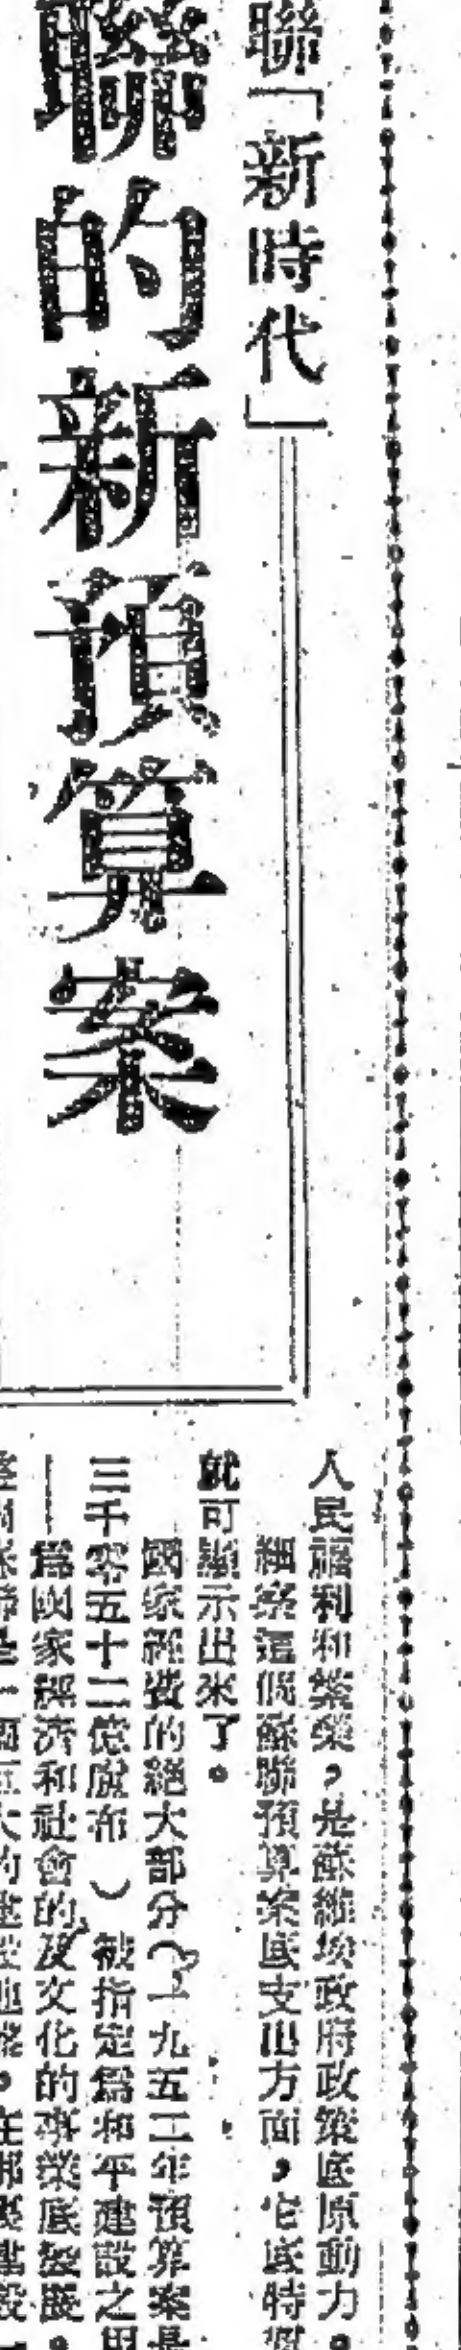 聯「新時代」
聯的新預算案
人民福利和繁榮，是蘇維埃政府政策底原動力。
細察這個蘇聯預算案底支出方面，它底特
就可顯示出來了。
國家經費的絕大部分（一九五二年預算案是
三千零五十二億盧布）被指定爲和平建設之用
——爲國家經濟和社會的及文化的事業底發展。